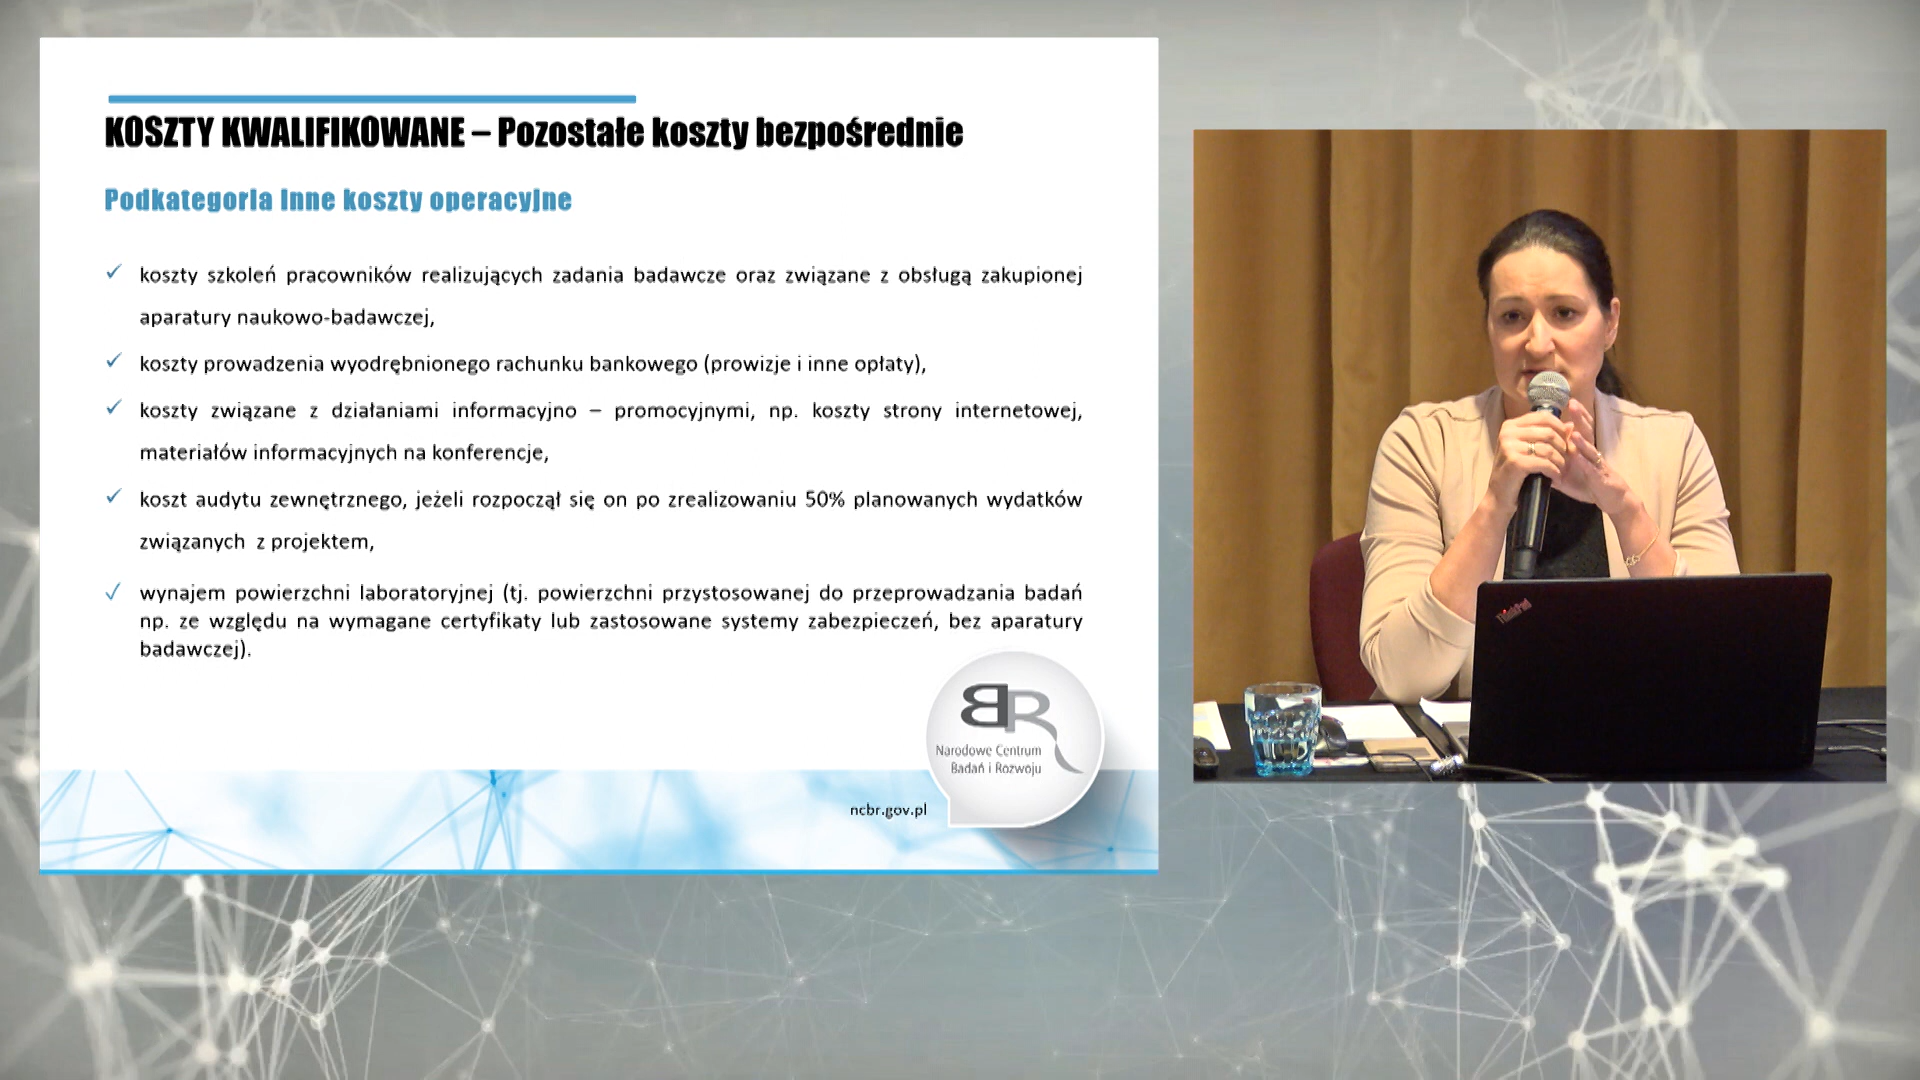 KOSZTY KWALIFIKOWANE – Pozostałe koszty bezpośrednie
Podkategoria Inne koszty operacyjne
✓ koszty szkoleń pracowników realizujących zadania badawcze oraz związane z obsługą zakupionej
aparatury naukowo-badawczej,
✓ koszty prowadzenia wyodrębnionego rachunku bankowego (prowizje i inne opłaty),
✓ koszty związane z działaniami informacyjno – promocyjnymi, np. koszty strony internetowej,
materiałów informacyjnych na konferencje,
✓ koszt audytu zewnętrznego, jeżeli rozpoczął się on po zrealizowaniu 50% planowanych wydatków
związanych z projektem,
✓ wynajem powierzchni laboratoryjnej (tj. powierzchni przystosowanej do przeprowadzania badań
np. ze względu na wymagane certyfikaty lub zastosowane systemy zabezpieczeń, bez aparatury
badawczej).
BR
Narodowe Centrum
Badań i Rozwoju
ncbr.gov.pl
ThinkPad